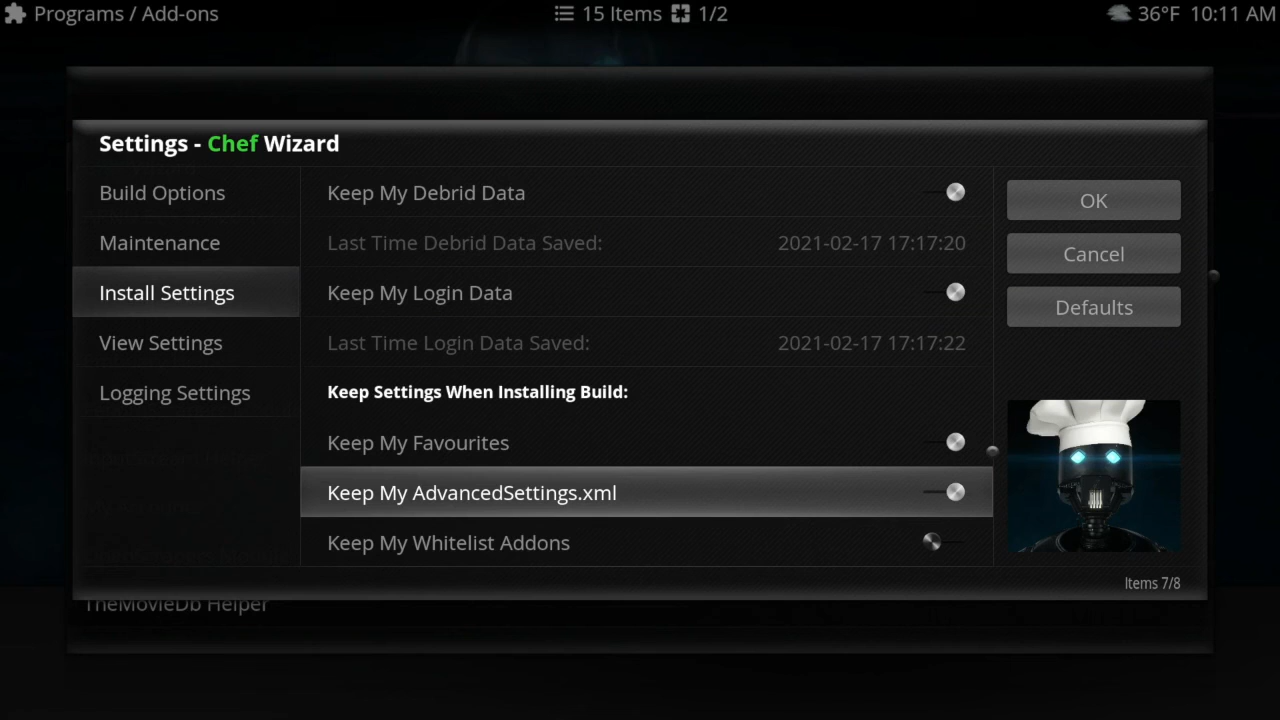 Programs / Add-ons
15 Items 1/2
36°F 10:11 AM
Settings - Chef Wizard
Build Options
Maintenance
Install Settings
View Settings
Logging Settings
Keep My Debrid Data
Last Time Debrid Data Saved: 2021-02-17 17:17:20
Keep My Login Data
Last Time Login Data Saved: 2021-02-17 17:17:22
Keep Settings When Installing Build:
Keep My Favourites
Keep My AdvancedSettings.xml
Keep My Whitelist Addons
OK
Cancel
Defaults
Items 7/8
TheMovieDb Helper